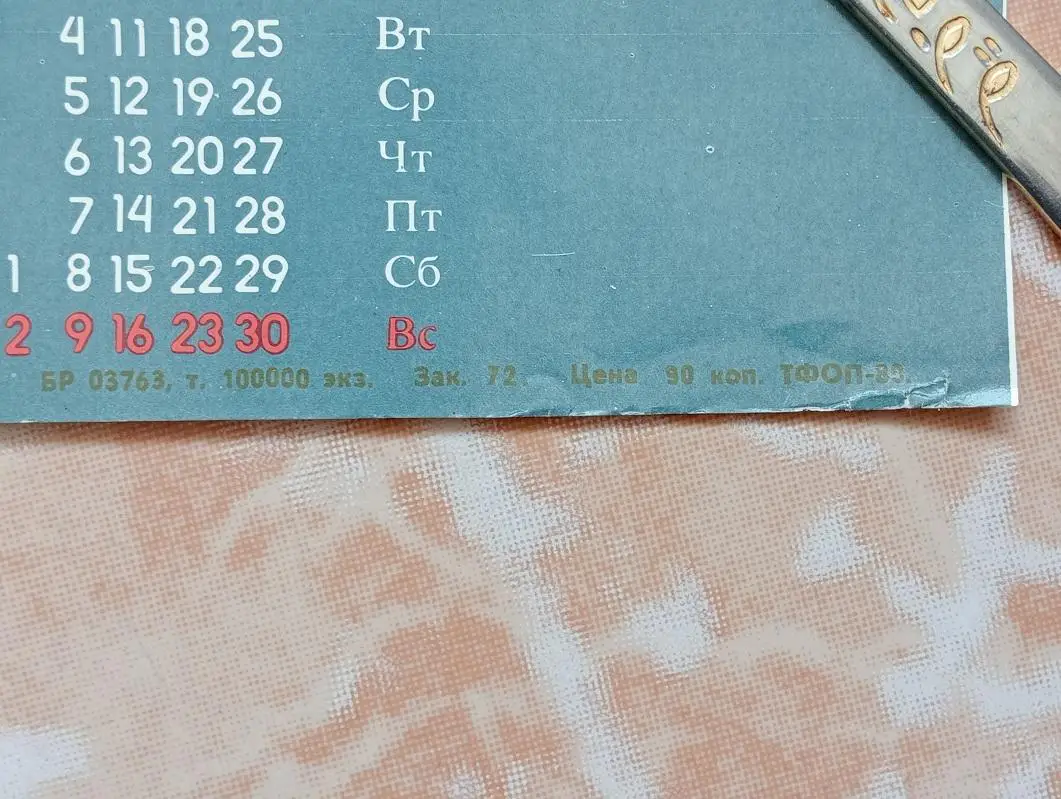 4 11 18 25 Вт
5 12 19 26 Ср
6 13 20 27 Чт
7 14 21 28 Пт
1 8 15 22 29 Сб
2 9 16 23 30 Вс
БР 03763, т. 100000 экз. Зак. 72. Цена 90 коп.